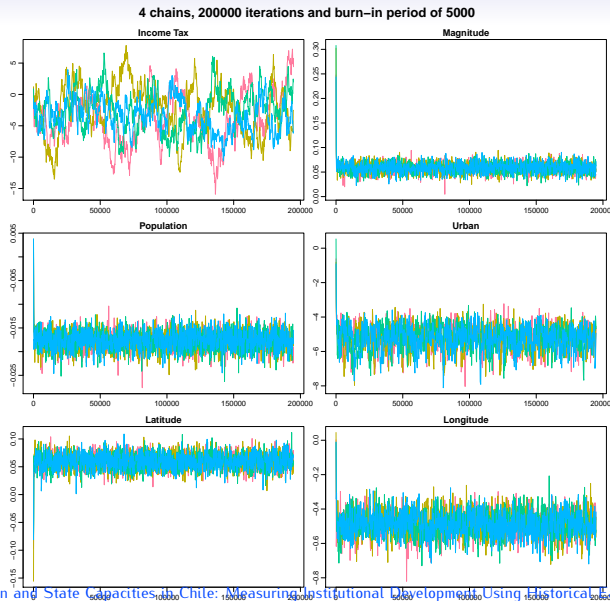 4 chains, 200000 iterations and burn−in period of 5000
Income Tax
5
0
−5
−10
−15
0 50000 100000 150000 200000
Magnitude
0.30
0.25
0.20
0.15
0.10
0.05
0.00
0 50000 100000 150000 20000
Population
0.005
−0.005
−0.015
−0.025
0 50000 100000 150000 200000
Urban
0
−2
−4
−6
−8
0 50000 100000 150000 20000
Latitude
0.10
0.05
0.00
−0.05
−0.10
−0.15
Longitude
0.0
−0.2
−0.4
−0.6
−0.8
and State Capacities in Chile: Measuring Institutional Development Using Historical